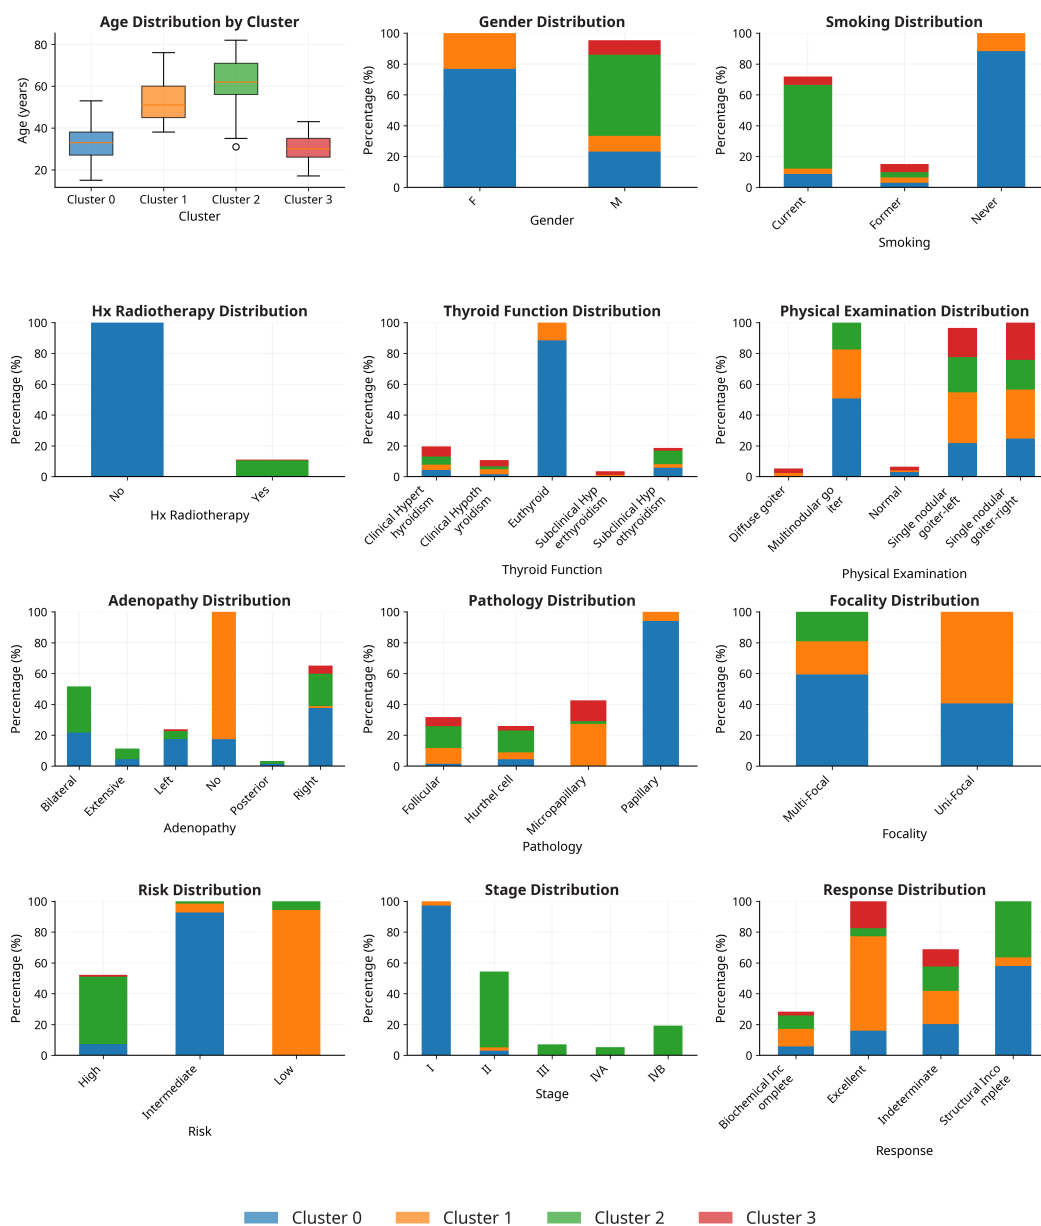 Age Distribution by Cluster
Age (years)
80
60
40
20
Cluster 0
Cluster 1
Cluster 2
Cluster 3
Cluster
Gender Distribution
Percentage (%)
100
80
60
40
20
0
F
M
Gender
Smoking Distribution
Percentage (%)
100
80
60
40
20
0
Current
Former
Never
Smoking
Hx Radiotherapy Distribution
Percentage (%)
100
80
60
40
20
0
No
Yes
Hx Radiotherapy
Thyroid Function Distribution
Percentage (%)
100
80
60
40
20
0
Clinical Hypert
hyroidism
Clinical Hypoth
yroidism
Euthyroid
Subclinical Hyp
erthyroidism
Subclinical Hyp
othyroidism
Thyroid Function
Physical Examination Distribution
Percentage (%)
100
80
60
40
20
0
Diffuse goiter
Multinodular go
iter
Normal
Single nodular
goiter-left
Single nodular
goiter-right
Physical Examination
Adenopathy Distribution
Percentage (%)
100
80
60
40
20
0
Bilateral
Extensive
Left
No
Posterior
Right
Adenopathy
Pathology Distribution
Percentage (%)
100
80
60
40
20
0
Follicular
Hurthel cell
Micropapillary
Papillary
Pathology
Focality Distribution
Percentage (%)
100
80
60
40
20
0
Multi-Focal
Uni-Focal
Focality
Risk Distribution
Percentage (%)
100
80
60
40
20
0
High
Intermediate
Low
Risk
Stage Distribution
Percentage (%)
100
80
60
40
20
0
I
II
III
IVA
IVB
Stage
Response Distribution
Percentage (%)
100
80
60
40
20
0
Biochemical Inc
omplete
Excellent
Indeterminate
Structural Inco
mplete
Response
Cluster 0
Cluster 1
Cluster 2
Cluster 3